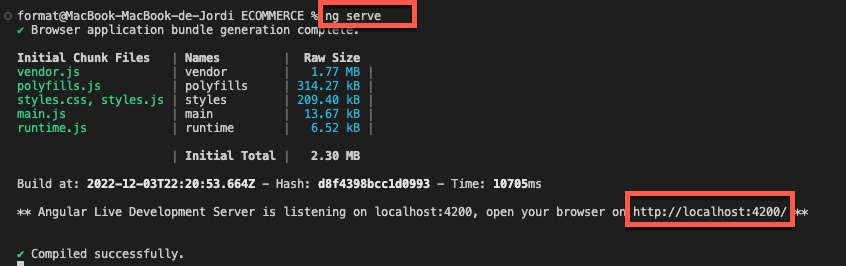 format@MacBook-MacBook-de-Jordi ECOMMERCE % ng serve
✔ Browser application bundle generation complete.
Initial Chunk Files | Names | Raw Size
vendor.js | vendor | 1.77 MB |
polyfills.js | polyfills | 314.27 kB |
styles.css, styles.js | styles | 209.40 kB |
main.js | main | 13.67 kB |
runtime.js | runtime | 6.52 kB |
| Initial Total | 2.30 MB
Build at: 2022-12-03T22:20:53.664Z - Hash: d8f4398bcc1d0993 - Time: 10705ms
** Angular Live Development Server is listening on localhost:4200, open your browser on http://localhost:4200/ **
✔ Compiled successfully.